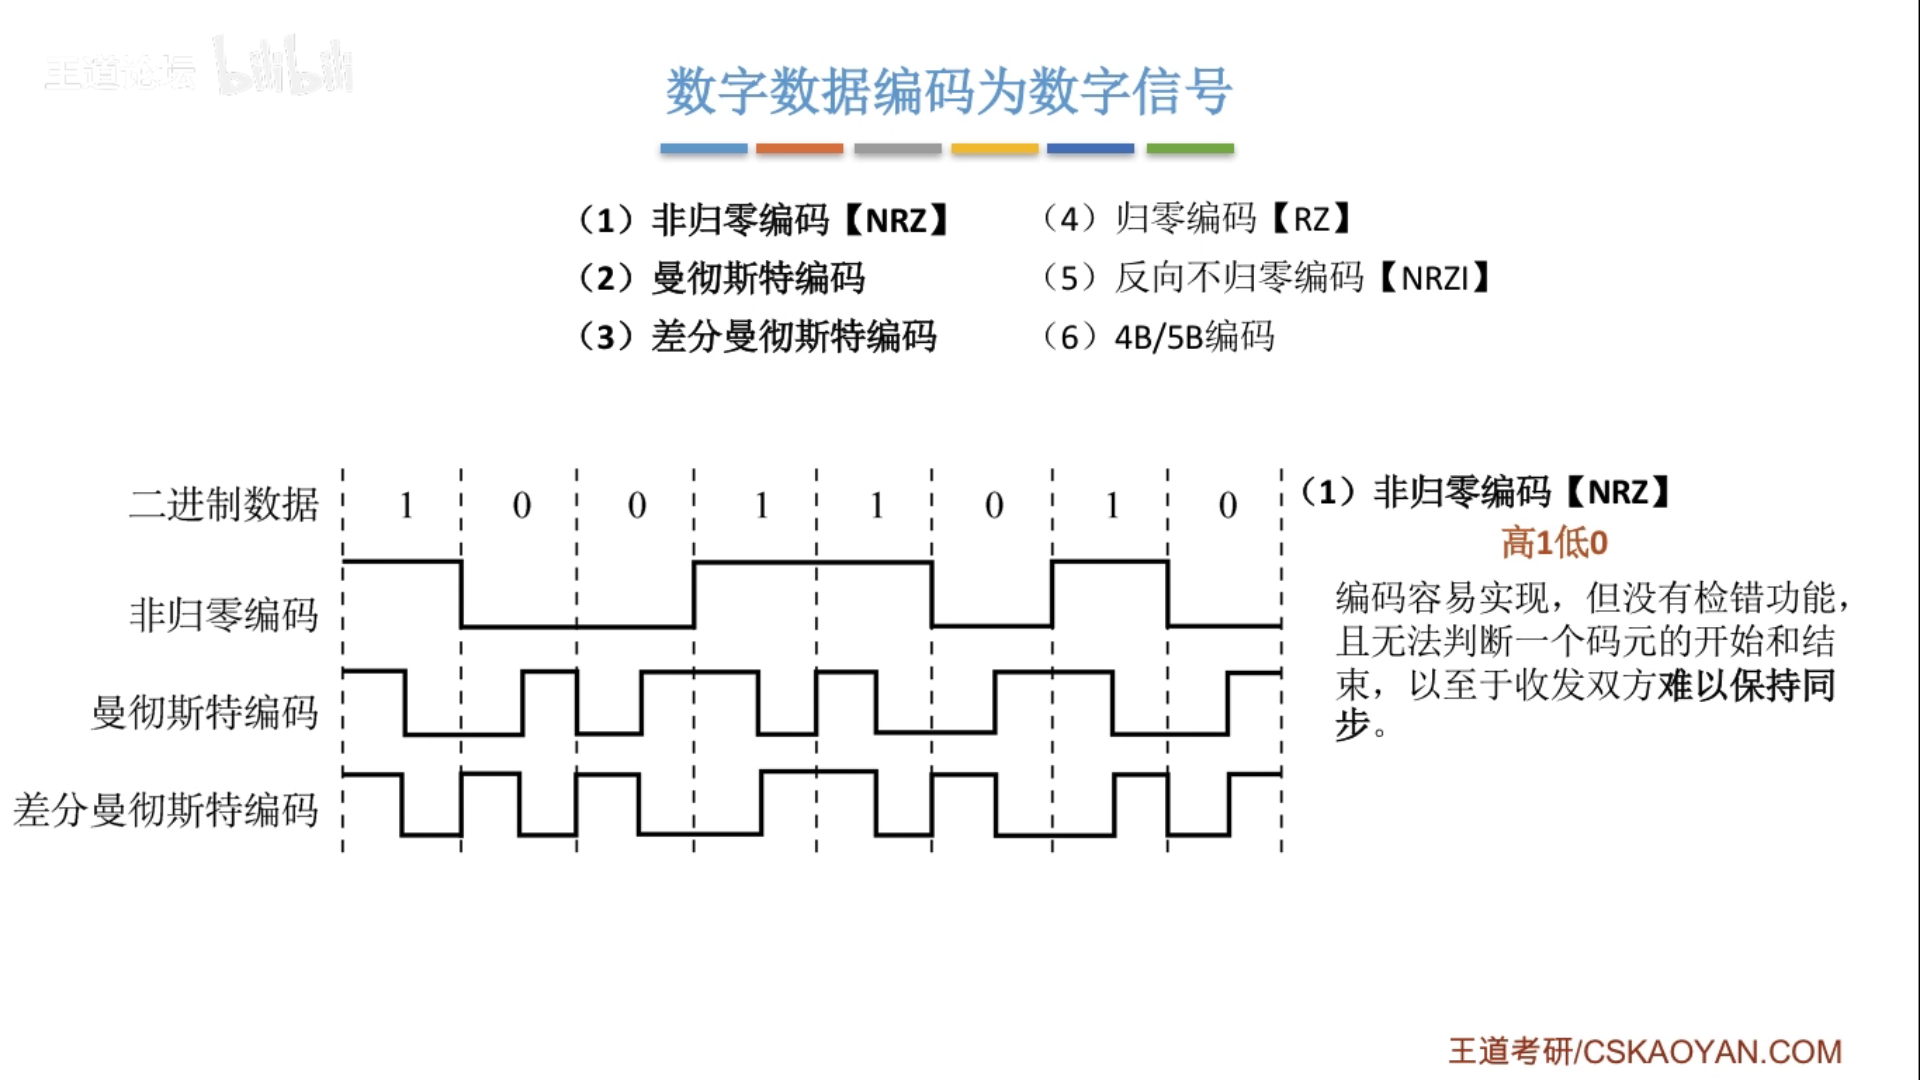 王道论坛 bilibili
数字数据编码为数字信号
（1）非归零编码【NRZ】
（2）曼彻斯特编码
（3）差分曼彻斯特编码
（4）归零编码【RZ】
（5）反向不归零编码【NRZI】
（6）4B/5B编码
二进制数据 1 0 0 1 1 0 1 0
非归零编码
曼彻斯特编码
差分曼彻斯特编码
（1）非归零编码【NRZ】
高1低0
编码容易实现，但没有检错功能，
且无法判断一个码元的开始和结
束，以至于收发双方难以保持同
步。
王道考研/CSKAOYAN.COM